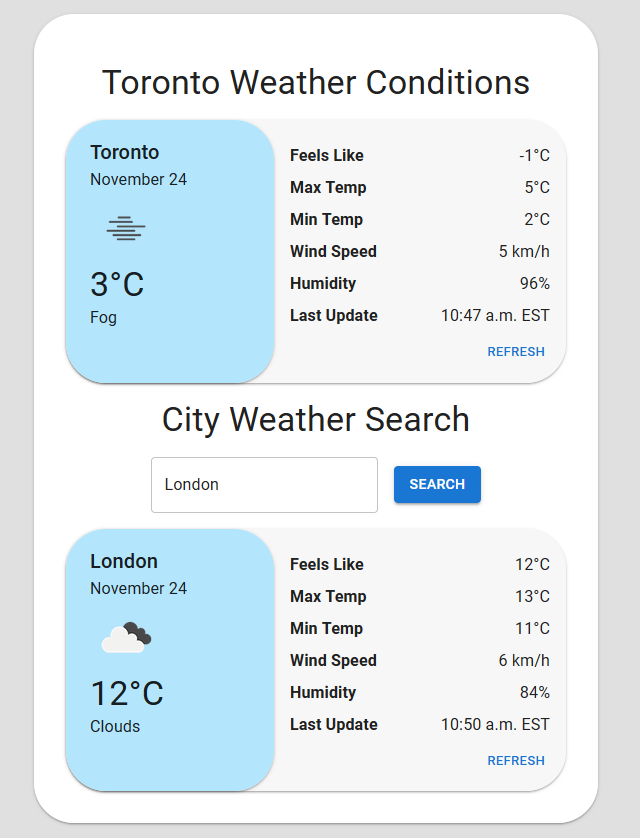 Toronto Weather Conditions
Toronto
November 24
3°C
Fog
Feels Like -1°C
Max Temp 5°C
Min Temp 2°C
Wind Speed 5 km/h
Humidity 96%
Last Update 10:47 a.m. EST
REFRESH
City Weather Search
London SEARCH
London
November 24
12°C
Clouds
Feels Like 12°C
Max Temp 13°C
Min Temp 11°C
Wind Speed 6 km/h
Humidity 84%
Last Update 10:50 a.m. EST
REFRESH